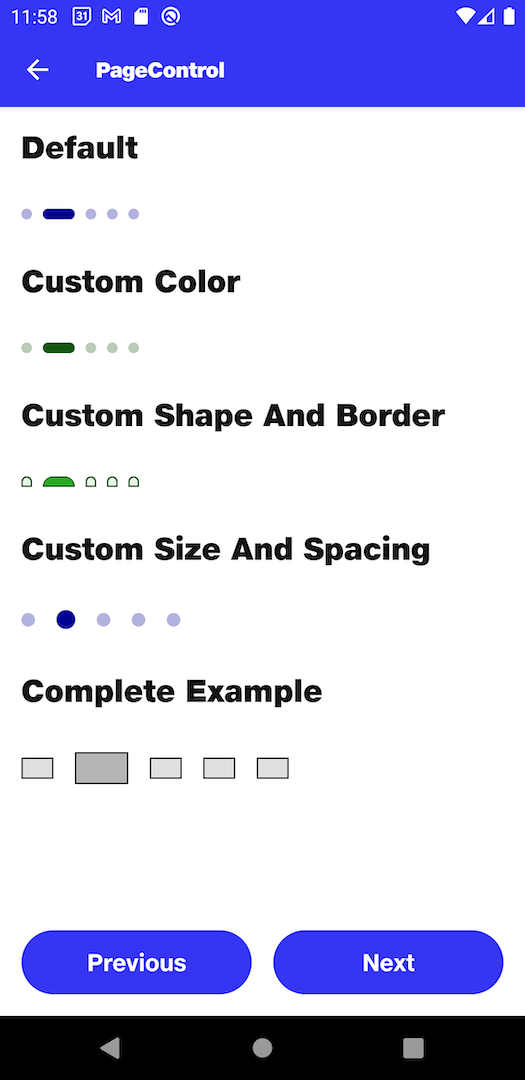 11:58 31
PageControl
Default
Custom Color
Custom Shape And Border
Custom Size And Spacing
Complete Example
Previous Next